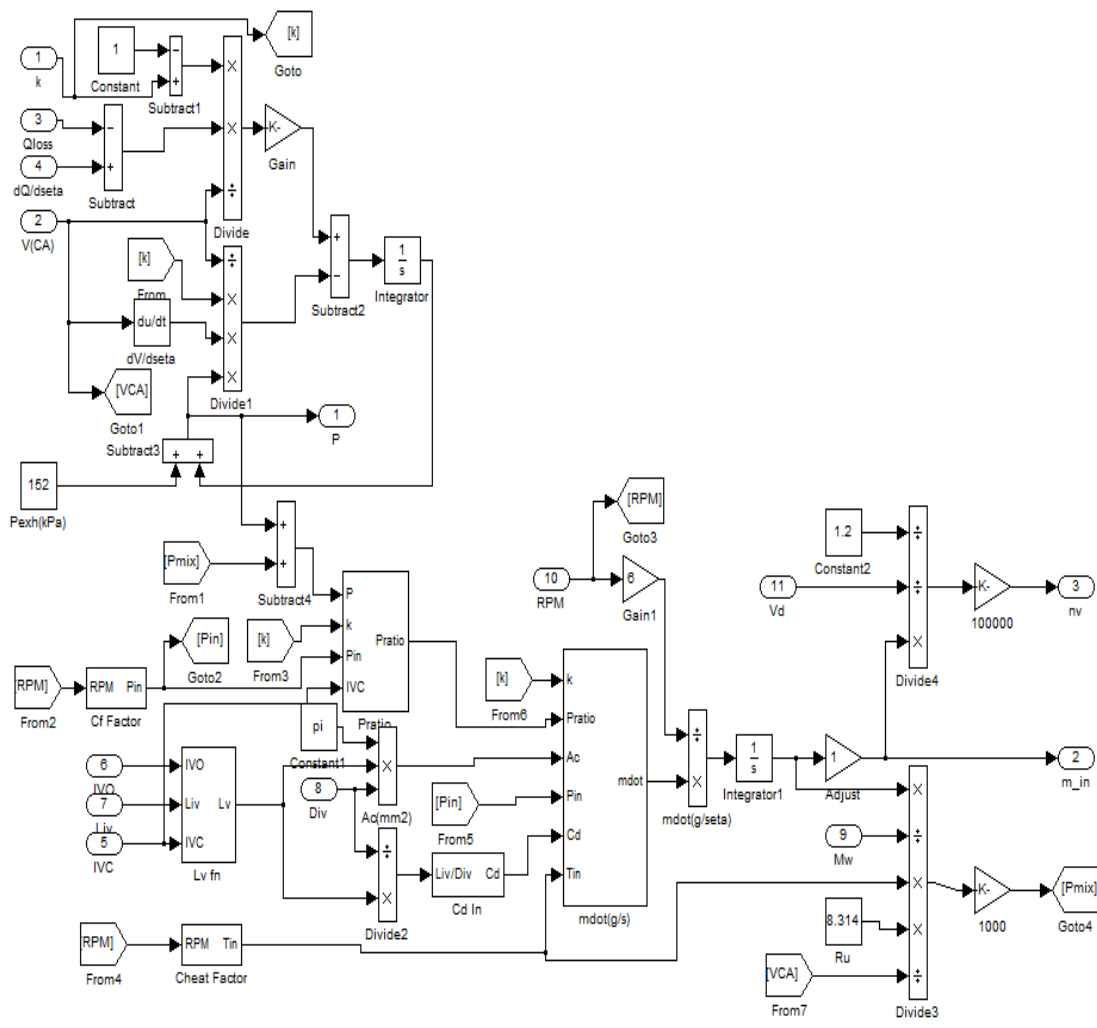 1
k
1
Constant
−
+
Subtract1
[k]
Goto
3
Qloss
4
dQ/dseta
−
+
Subtract
×
×
÷
Divide
K-
Gain
2
V(CA)
[k]
From
du/dt
dV/dseta
[VCA]
Goto1
÷
×
×
×
Divide1
+
−
Subtract2
1
s
Integrator
1
P
Subtract3
+ +
152
Pexh(kPa)
[Pmix]
From1
+
+
Subtract4
[k]
From3
P
k
Pin
IVC
Pratio
Pratio
[Pin]
Goto2
[RPM]
From2
RPM Pin
Cf Factor
pi
Constant1
6
IVO
7
Liv
5
IVC
IVO
Liv
IVC
Lv
Lv fn
8
Div
×
×
Ac(mm2)
÷
×
Divide2
Liv/Div Cd
Cd In
[RPM]
From4
RPM Tin
Cheat Factor
[RPM]
Goto3
10
RPM
6
Gain1
[k]
From6
[Pin]
From5
k
Pratio
Ac
Pin
Cd
Tin
mdot
mdot(g/s)
÷
×
mdot(g/seta)
1
s
Integrator1
1
Adjust
1.2
Constant2
11
Vd
÷
÷
×
Divide4
K-
100000
3
nv
2
m_in
9
Mw
8.314
Ru
[VCA]
From7
×
÷
×
×
÷
Divide3
K-
1000
[Pmix]
Goto4